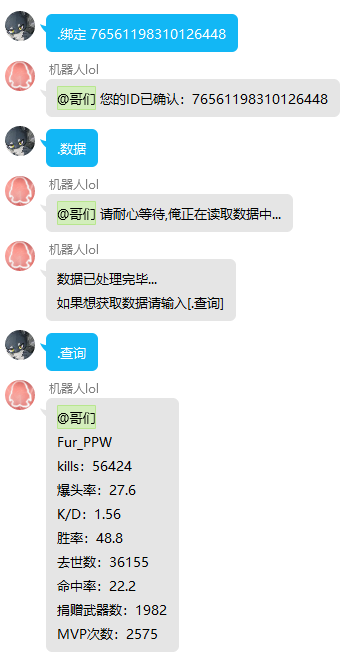 .绑定 76561198310126448
机器人lol
@哥们 您的ID已确认：76561198310126448
.数据
机器人lol
@哥们 请耐心等待,俺正在读取数据中...
机器人lol
数据已处理完毕...
如果想获取数据请输入[.查询]
.查询
机器人lol
@哥们
Fur_PPW
kills：56424
爆头率：27.6
K/D：1.56
胜率：48.8
去世数：36155
命中率：22.2
捐赠武器数：1982
MVP次数：2575